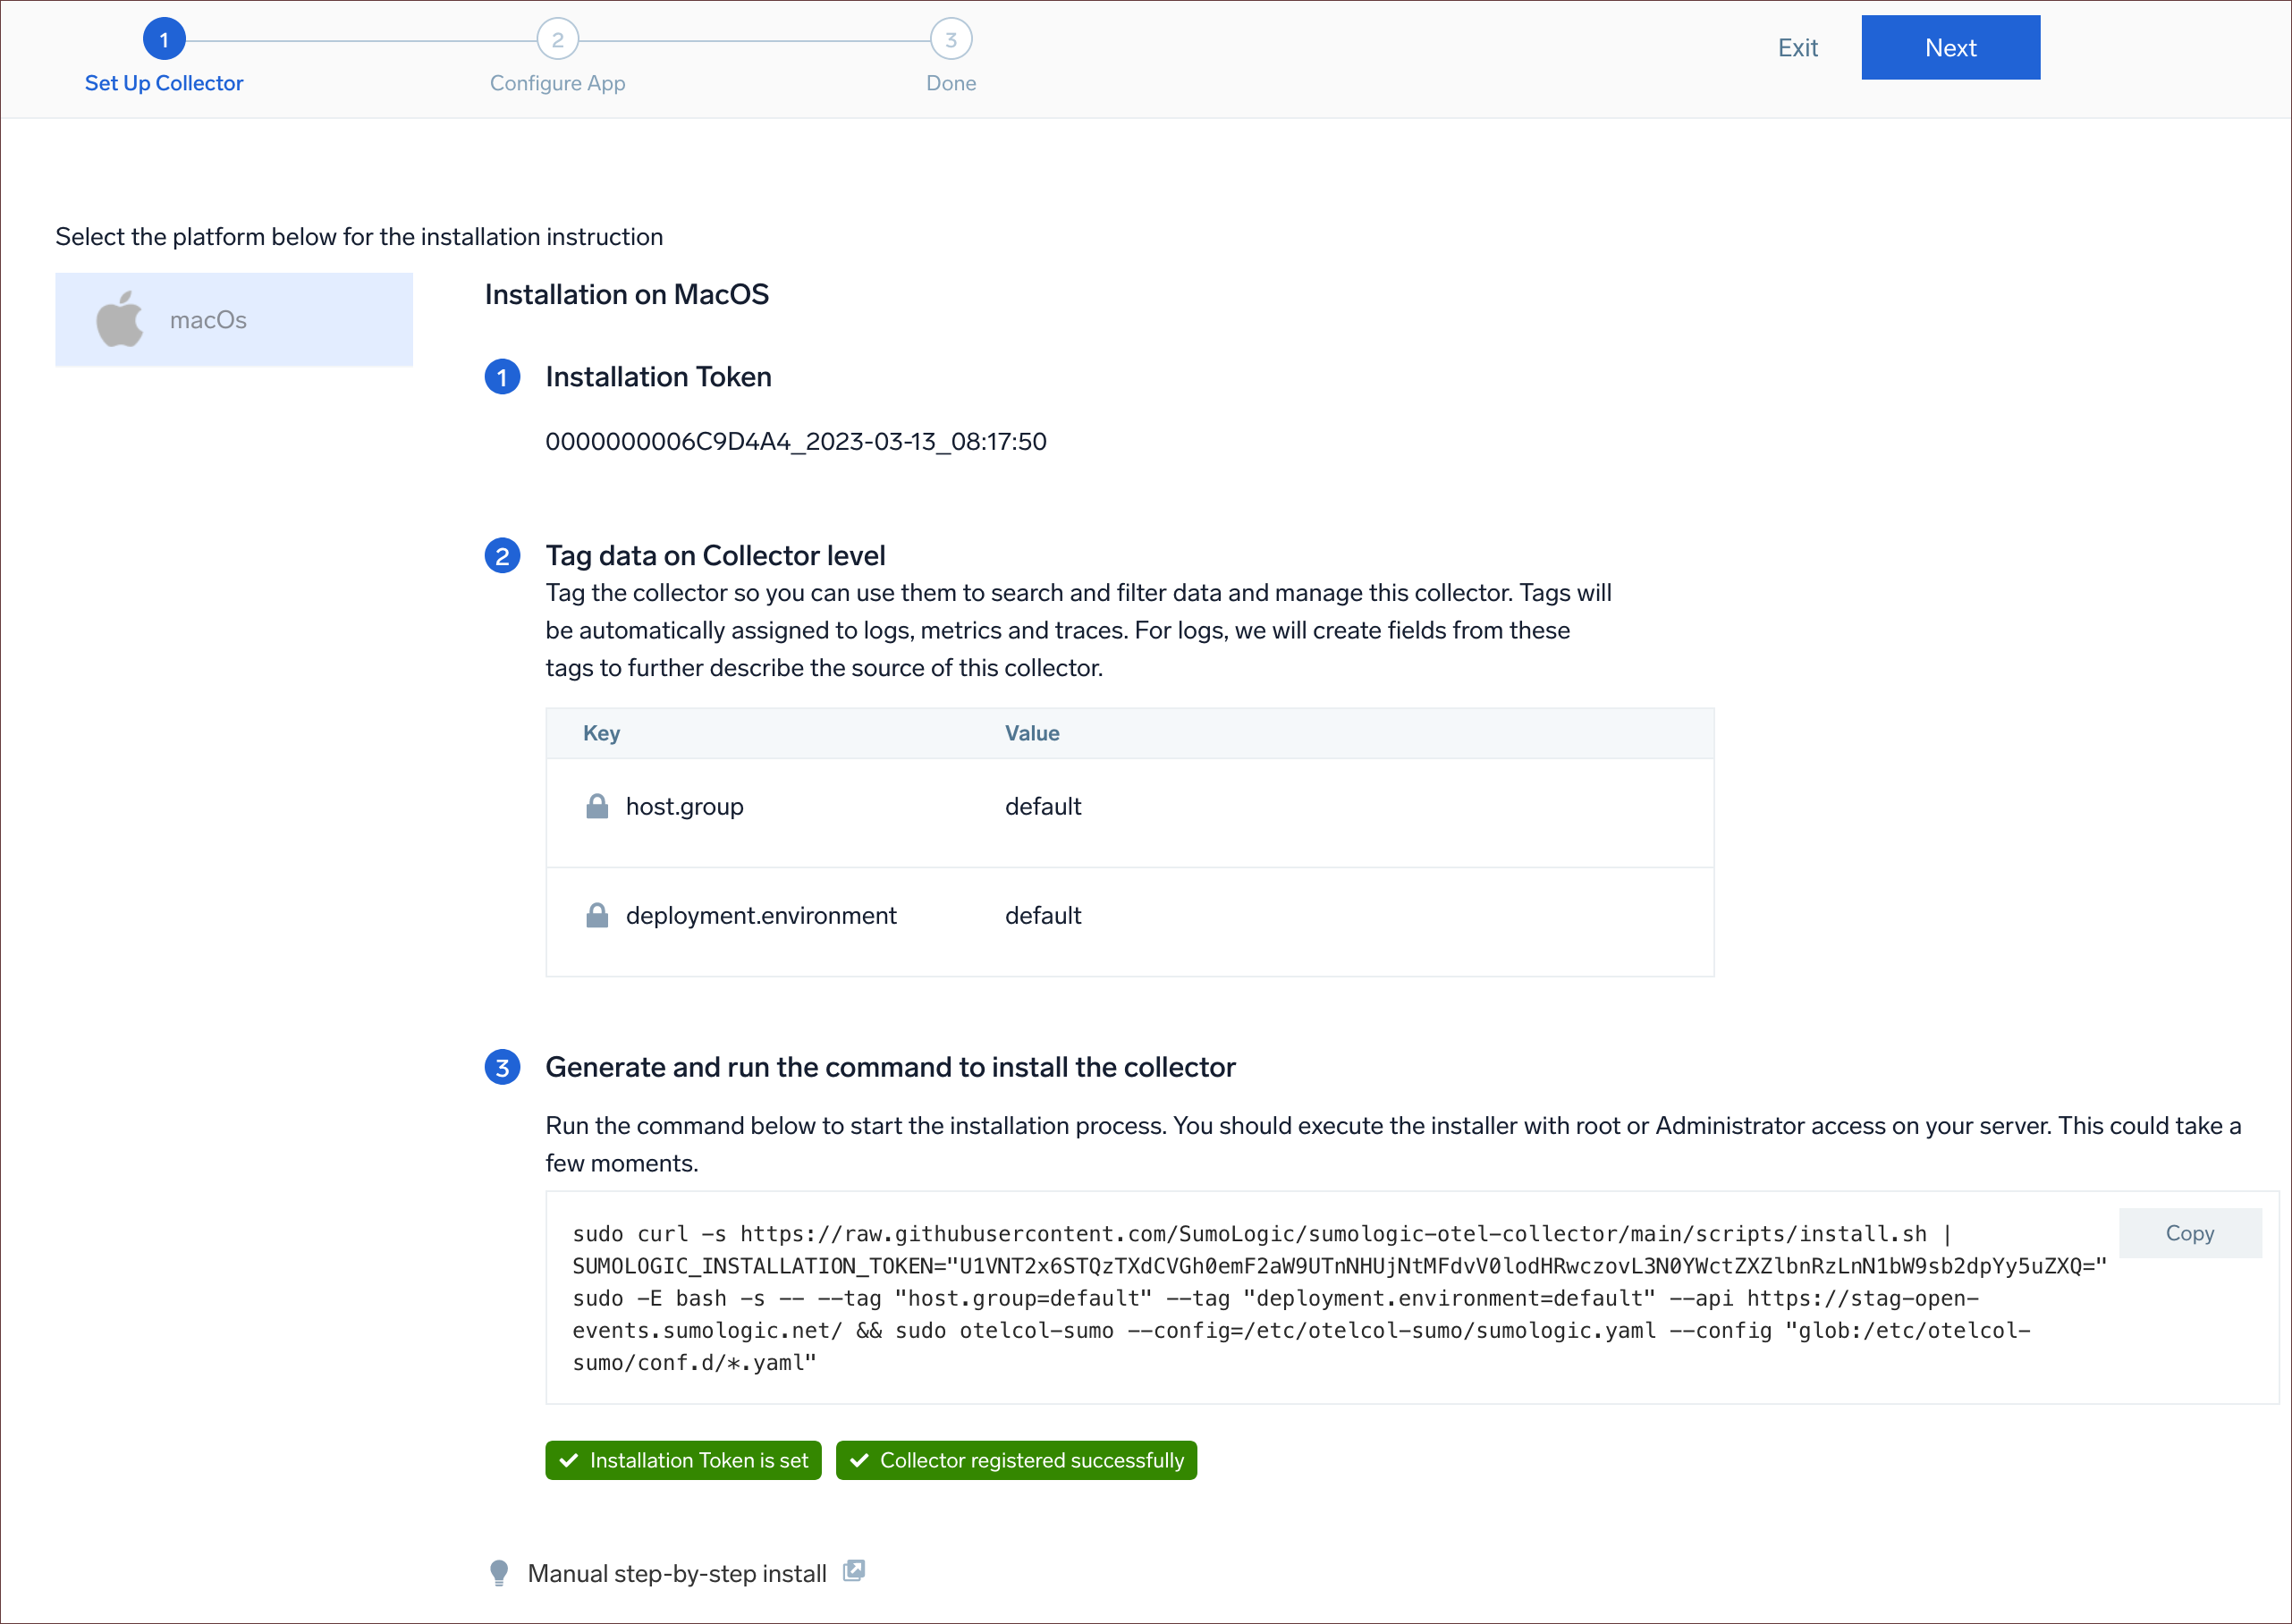 1
2
3
Exit
Next
Set Up Collector
Configure App
Done
Select the platform below for the installation instruction
macOs
Installation on MacOS
1 Installation Token
0000000006C9D4A4_2023-03-13_08:17:50
2 Tag data on Collector level
Tag the collector so you can use them to search and filter data and manage this collector. Tags will
be automatically assigned to logs, metrics and traces. For logs, we will create fields from these
tags to further describe the source of this collector.
Key Value
host.group default
deployment.environment default
3 Generate and run the command to install the collector
Run the command below to start the installation process. You should execute the installer with root or Administrator access on your server. This could take a
few moments.
sudo curl -s https://raw.githubusercontent.com/SumoLogic/sumologic-otel-collector/main/scripts/install.sh |
Copy
SUMOLOGIC_INSTALLATION_TOKEN="U1VNT2x6STQzTXdCVGh0emF2aW9UTnNHUjNtMFdvV0lodHRwczovL3N0YWctZXZlbnRzLnN1bW9sb2dpYy5uZXQ="
sudo -E bash -s -- --tag "host.group=default" --tag "deployment.environment=default" --api https://stag-open-
events.sumologic.net/ && sudo otelcol-sumo --config=/etc/otelcol-sumo/sumologic.yaml --config "glob:/etc/otelcol-
sumo/conf.d/*.yaml"
Installation Token is set
Collector registered successfully
Manual step-by-step install